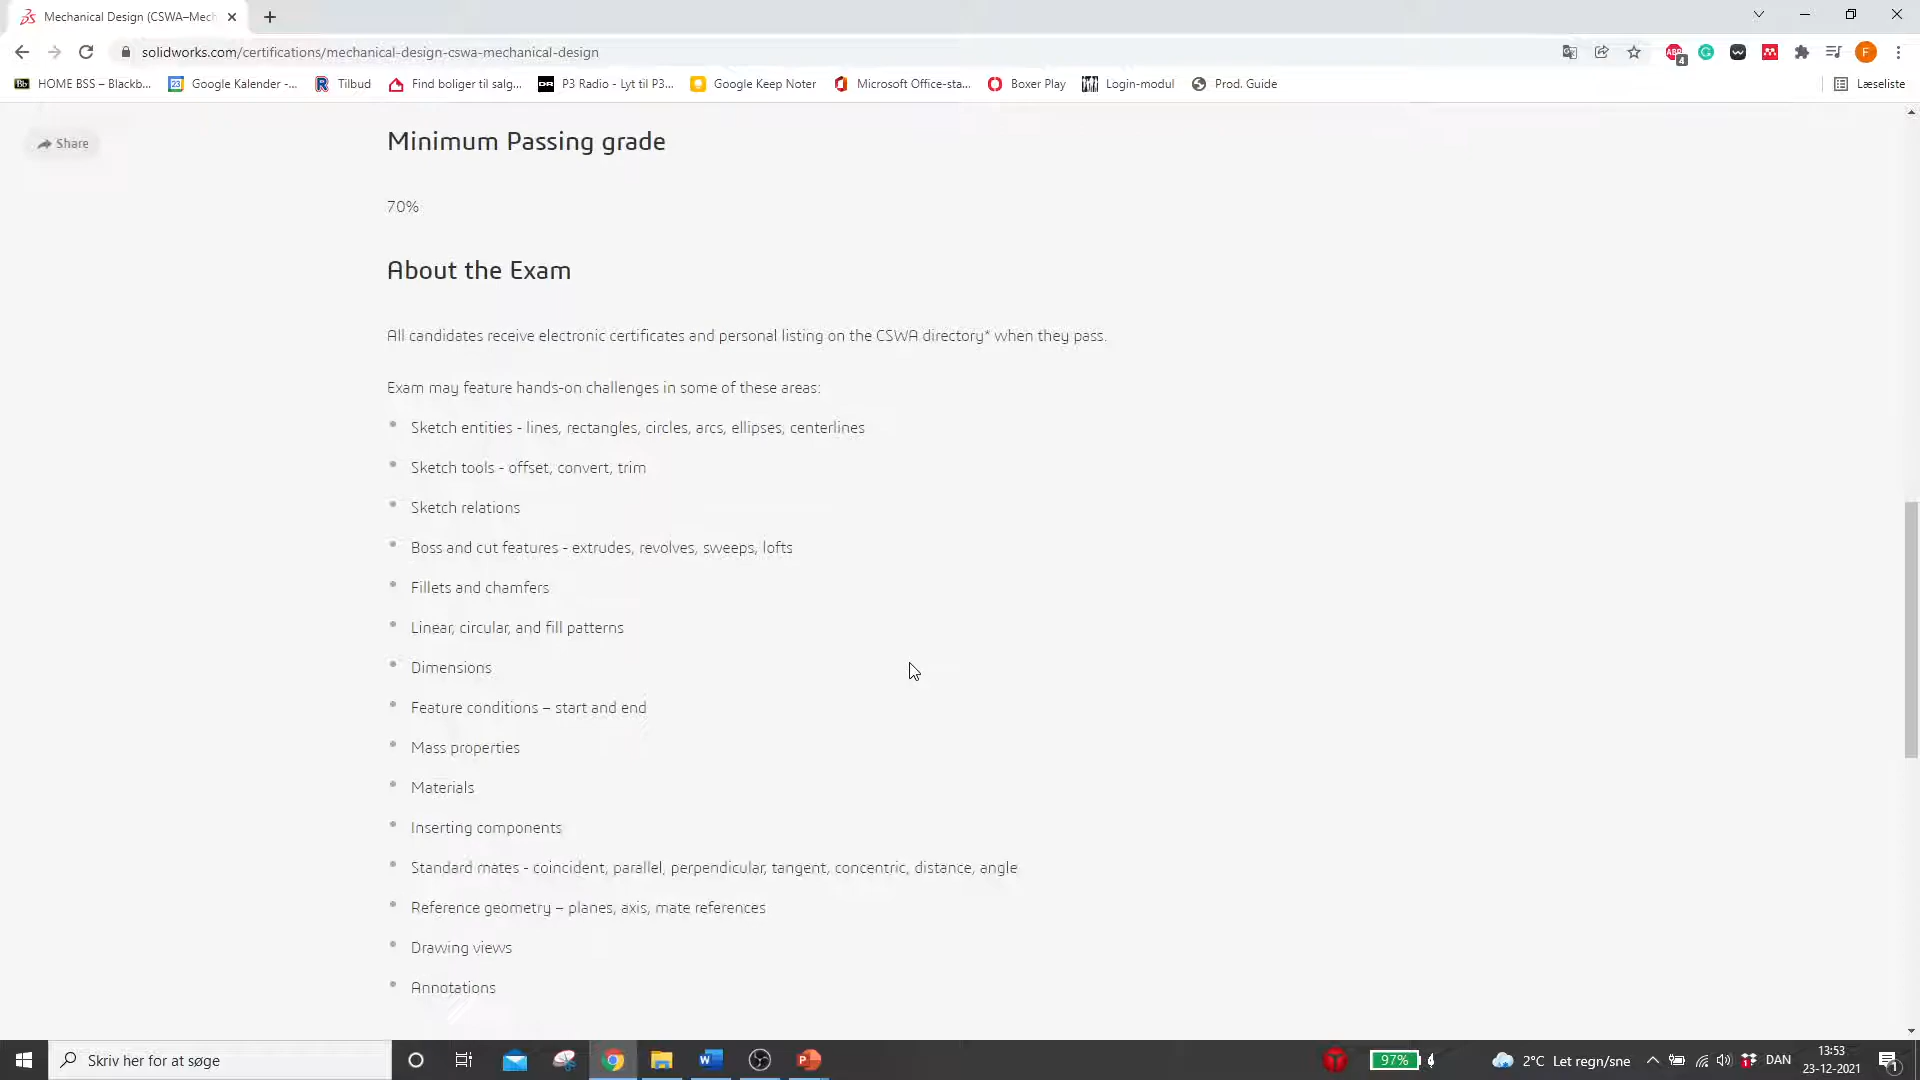 Mechanical Design (CSWA–Mech
solidworks.com/certifications/mechanical-design-cswa-mechanical-design
ABP
4
F
Bb HOME BSS – Blackb...
23 Google Kalender -...
R Tilbud
Find boliger til salg...
DR P3 Radio - Lyt til P3...
Google Keep Noter
Microsoft Office-sta...
Boxer Play
Login-modul
Prod. Guide
Læseliste
Share
Minimum Passing grade
70%
About the Exam
All candidates receive electronic certificates and personal listing on the CSWA directory* when they pass.
Exam may feature hands-on challenges in some of these areas:
Sketch entities - lines, rectangles, circles, arcs, ellipses, centerlines
Sketch tools - offset, convert, trim
Sketch relations
Boss and cut features - extrudes, revolves, sweeps, lofts
Fillets and chamfers
Linear, circular, and fill patterns
Dimensions
Feature conditions – start and end
Mass properties
Materials
Inserting components
Standard mates - coincident, parallel, perpendicular, tangent, concentric, distance, angle
Reference geometry – planes, axis, mate references
Drawing views
Annotations
Skriv her for at søge
W
P
97%
2°C Let regn/sne
DAN
13:53
23-12-2021
1